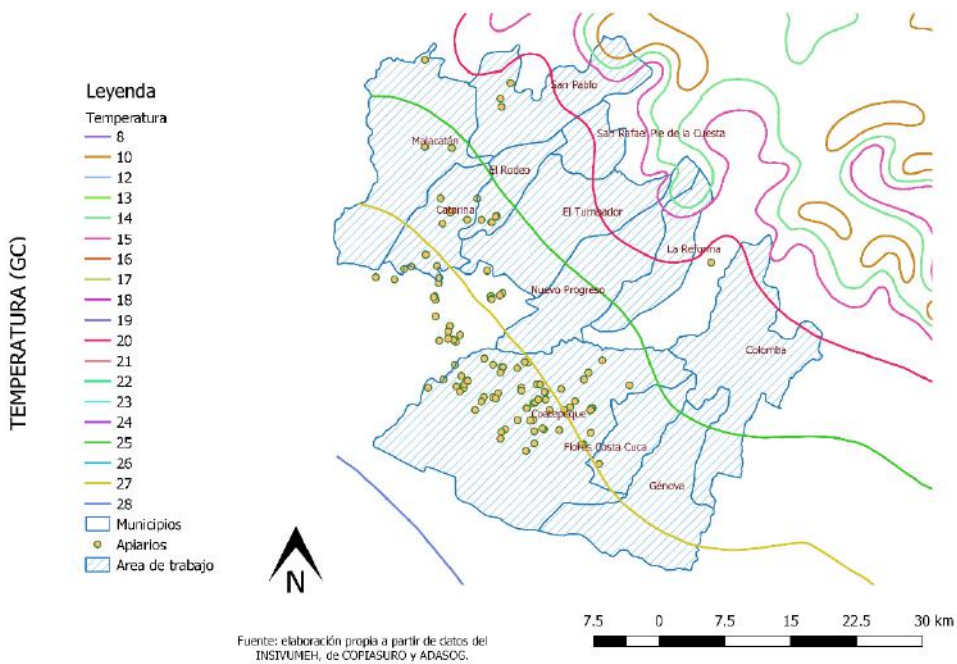 TEMPERATURA (GC)
Leyenda
Temperatura
8
10
12
13
14
15
16
17
18
19
20
21
22
23
24
25
26
27
28
Municipios
Apiarios
Area de trabajo
San Pablo
San Rafael Pie de la Cuesta
Malacatán
El Rodeo
Catarina
El Tumbador
La Reforma
Nuevo Progreso
Colomba
Coatepeque
Flores Costa Cuca
Génova
N
7.5 0 7.5 15 22.5 30 km
Fuente: elaboración propia a partir de datos del
INSIVUMEH, de COPIASURO y ADASOG.